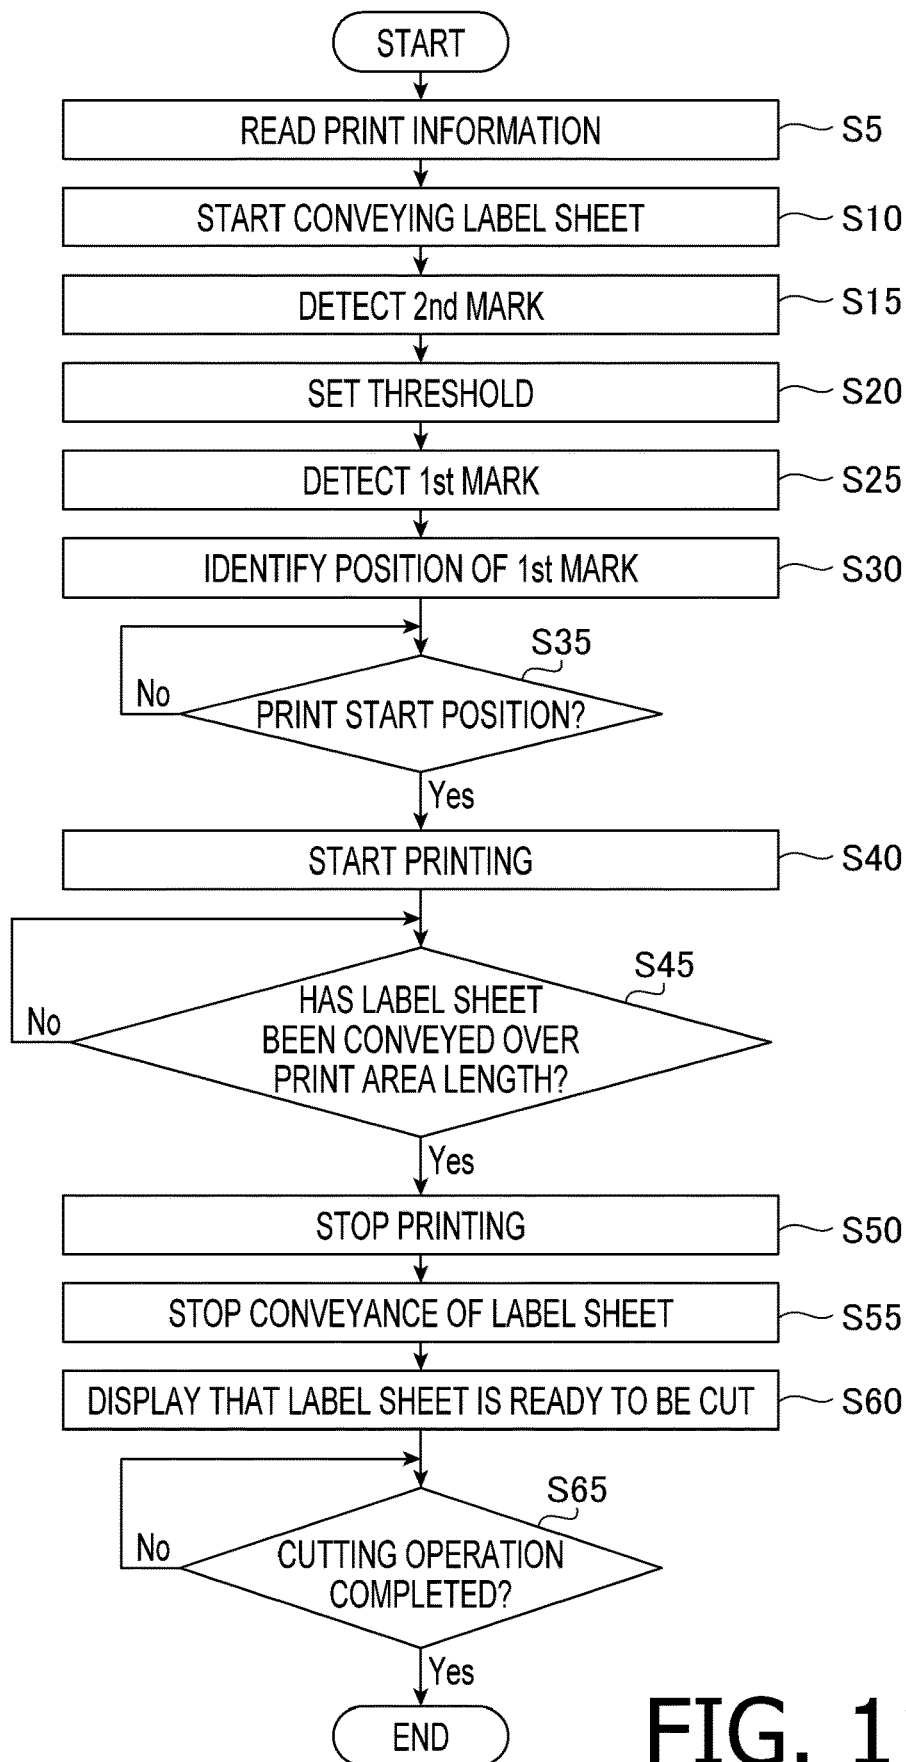 START
READ PRINT INFORMATION
S5
START CONVEYING LABEL SHEET
S10
DETECT 2nd MARK
S15
SET THRESHOLD
S20
DETECT 1st MARK
S25
IDENTIFY POSITION OF 1st MARK
S30
S35
No
PRINT START POSITION?
Yes
START PRINTING
S40
S45
No
HAS LABEL SHEET
BEEN CONVEYED OVER
PRINT AREA LENGTH?
Yes
STOP PRINTING
S50
STOP CONVEYANCE OF LABEL SHEET
S55
DISPLAY THAT LABEL SHEET IS READY TO BE CUT
S60
S65
No
CUTTING OPERATION
COMPLETED?
Yes
END
FIG. 1